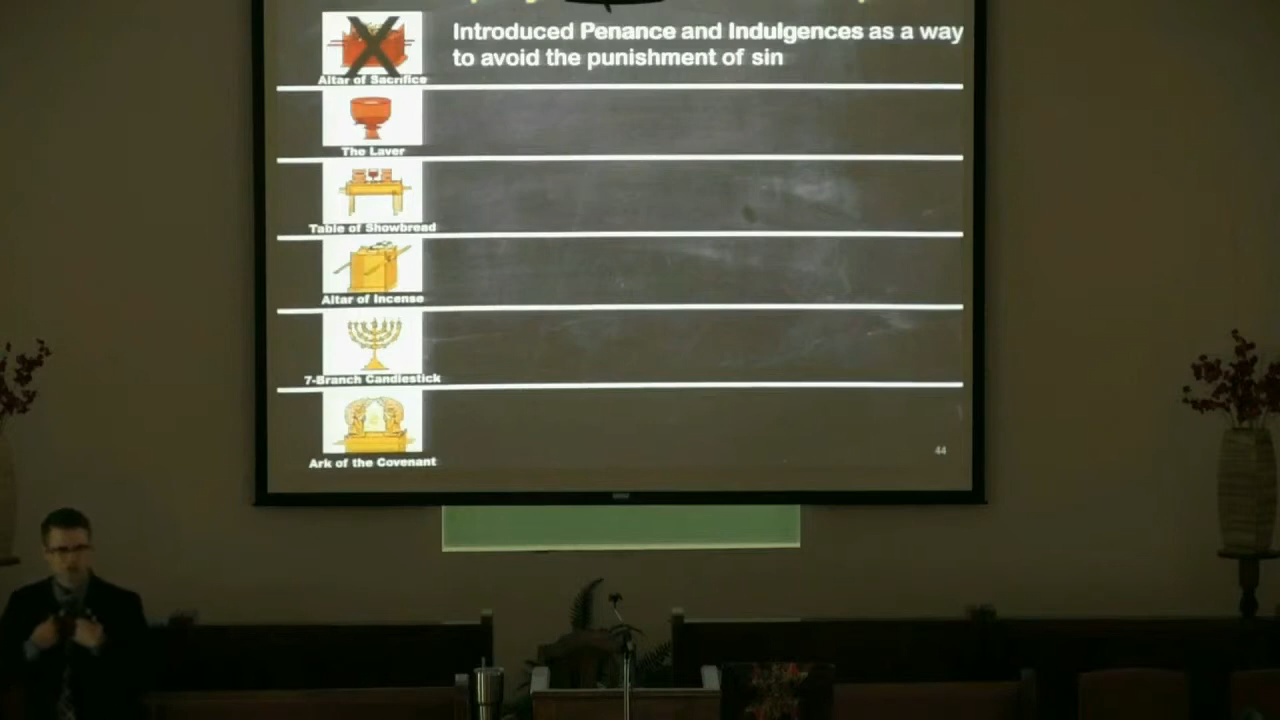 Introduced Penance and Indulgences as a way
to avoid the punishment of sin
Altar of Sacrifice
The Laver
Table of Showbread
Altar of Incense
7-Branch Candlestick
Ark of the Covenant
44